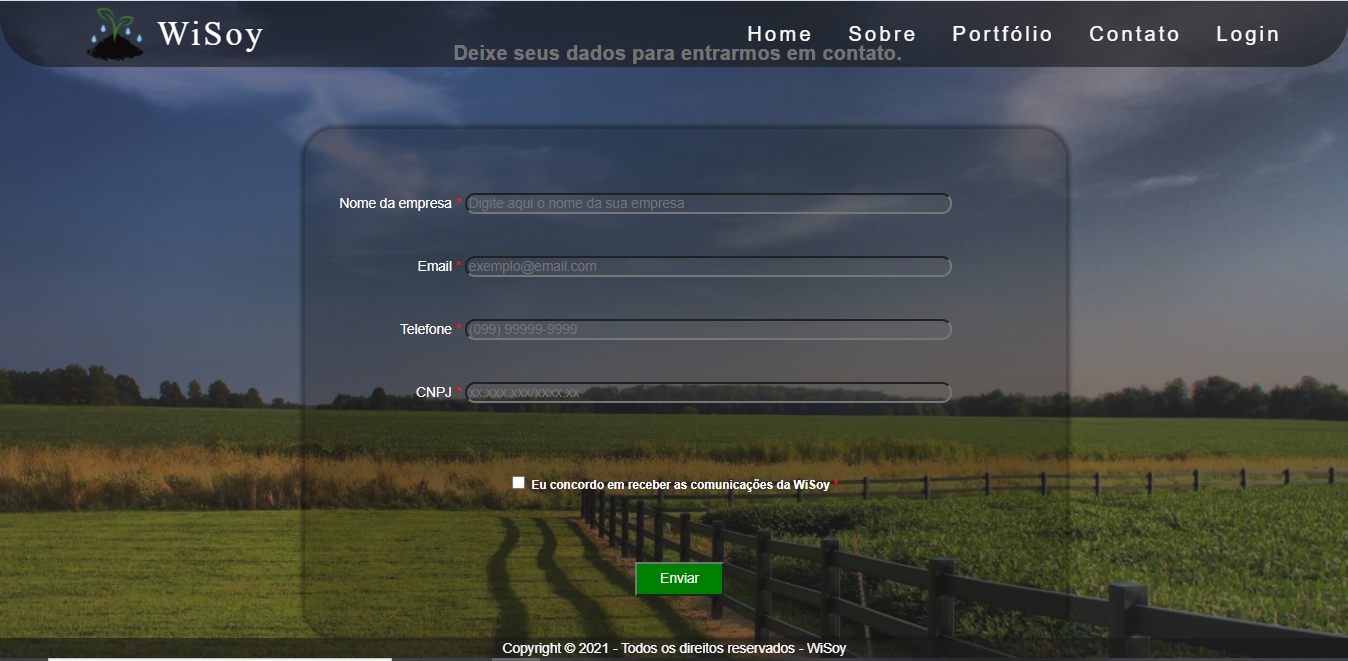 WiSoy
Home Sobre Portfólio Contato Login
Deixe seus dados para entrarmos em contato.
Nome da empresa * Digite aqui o nome da sua empresa
Email * exemplo@email.com
Telefone * (099) 99999-9999
CNPJ * xx.xxx.xxx/xxxx.xx
Eu concordo em receber as comunicações da WiSoy *
Enviar
Copyright © 2021 - Todos os direitos reservados - WiSoy